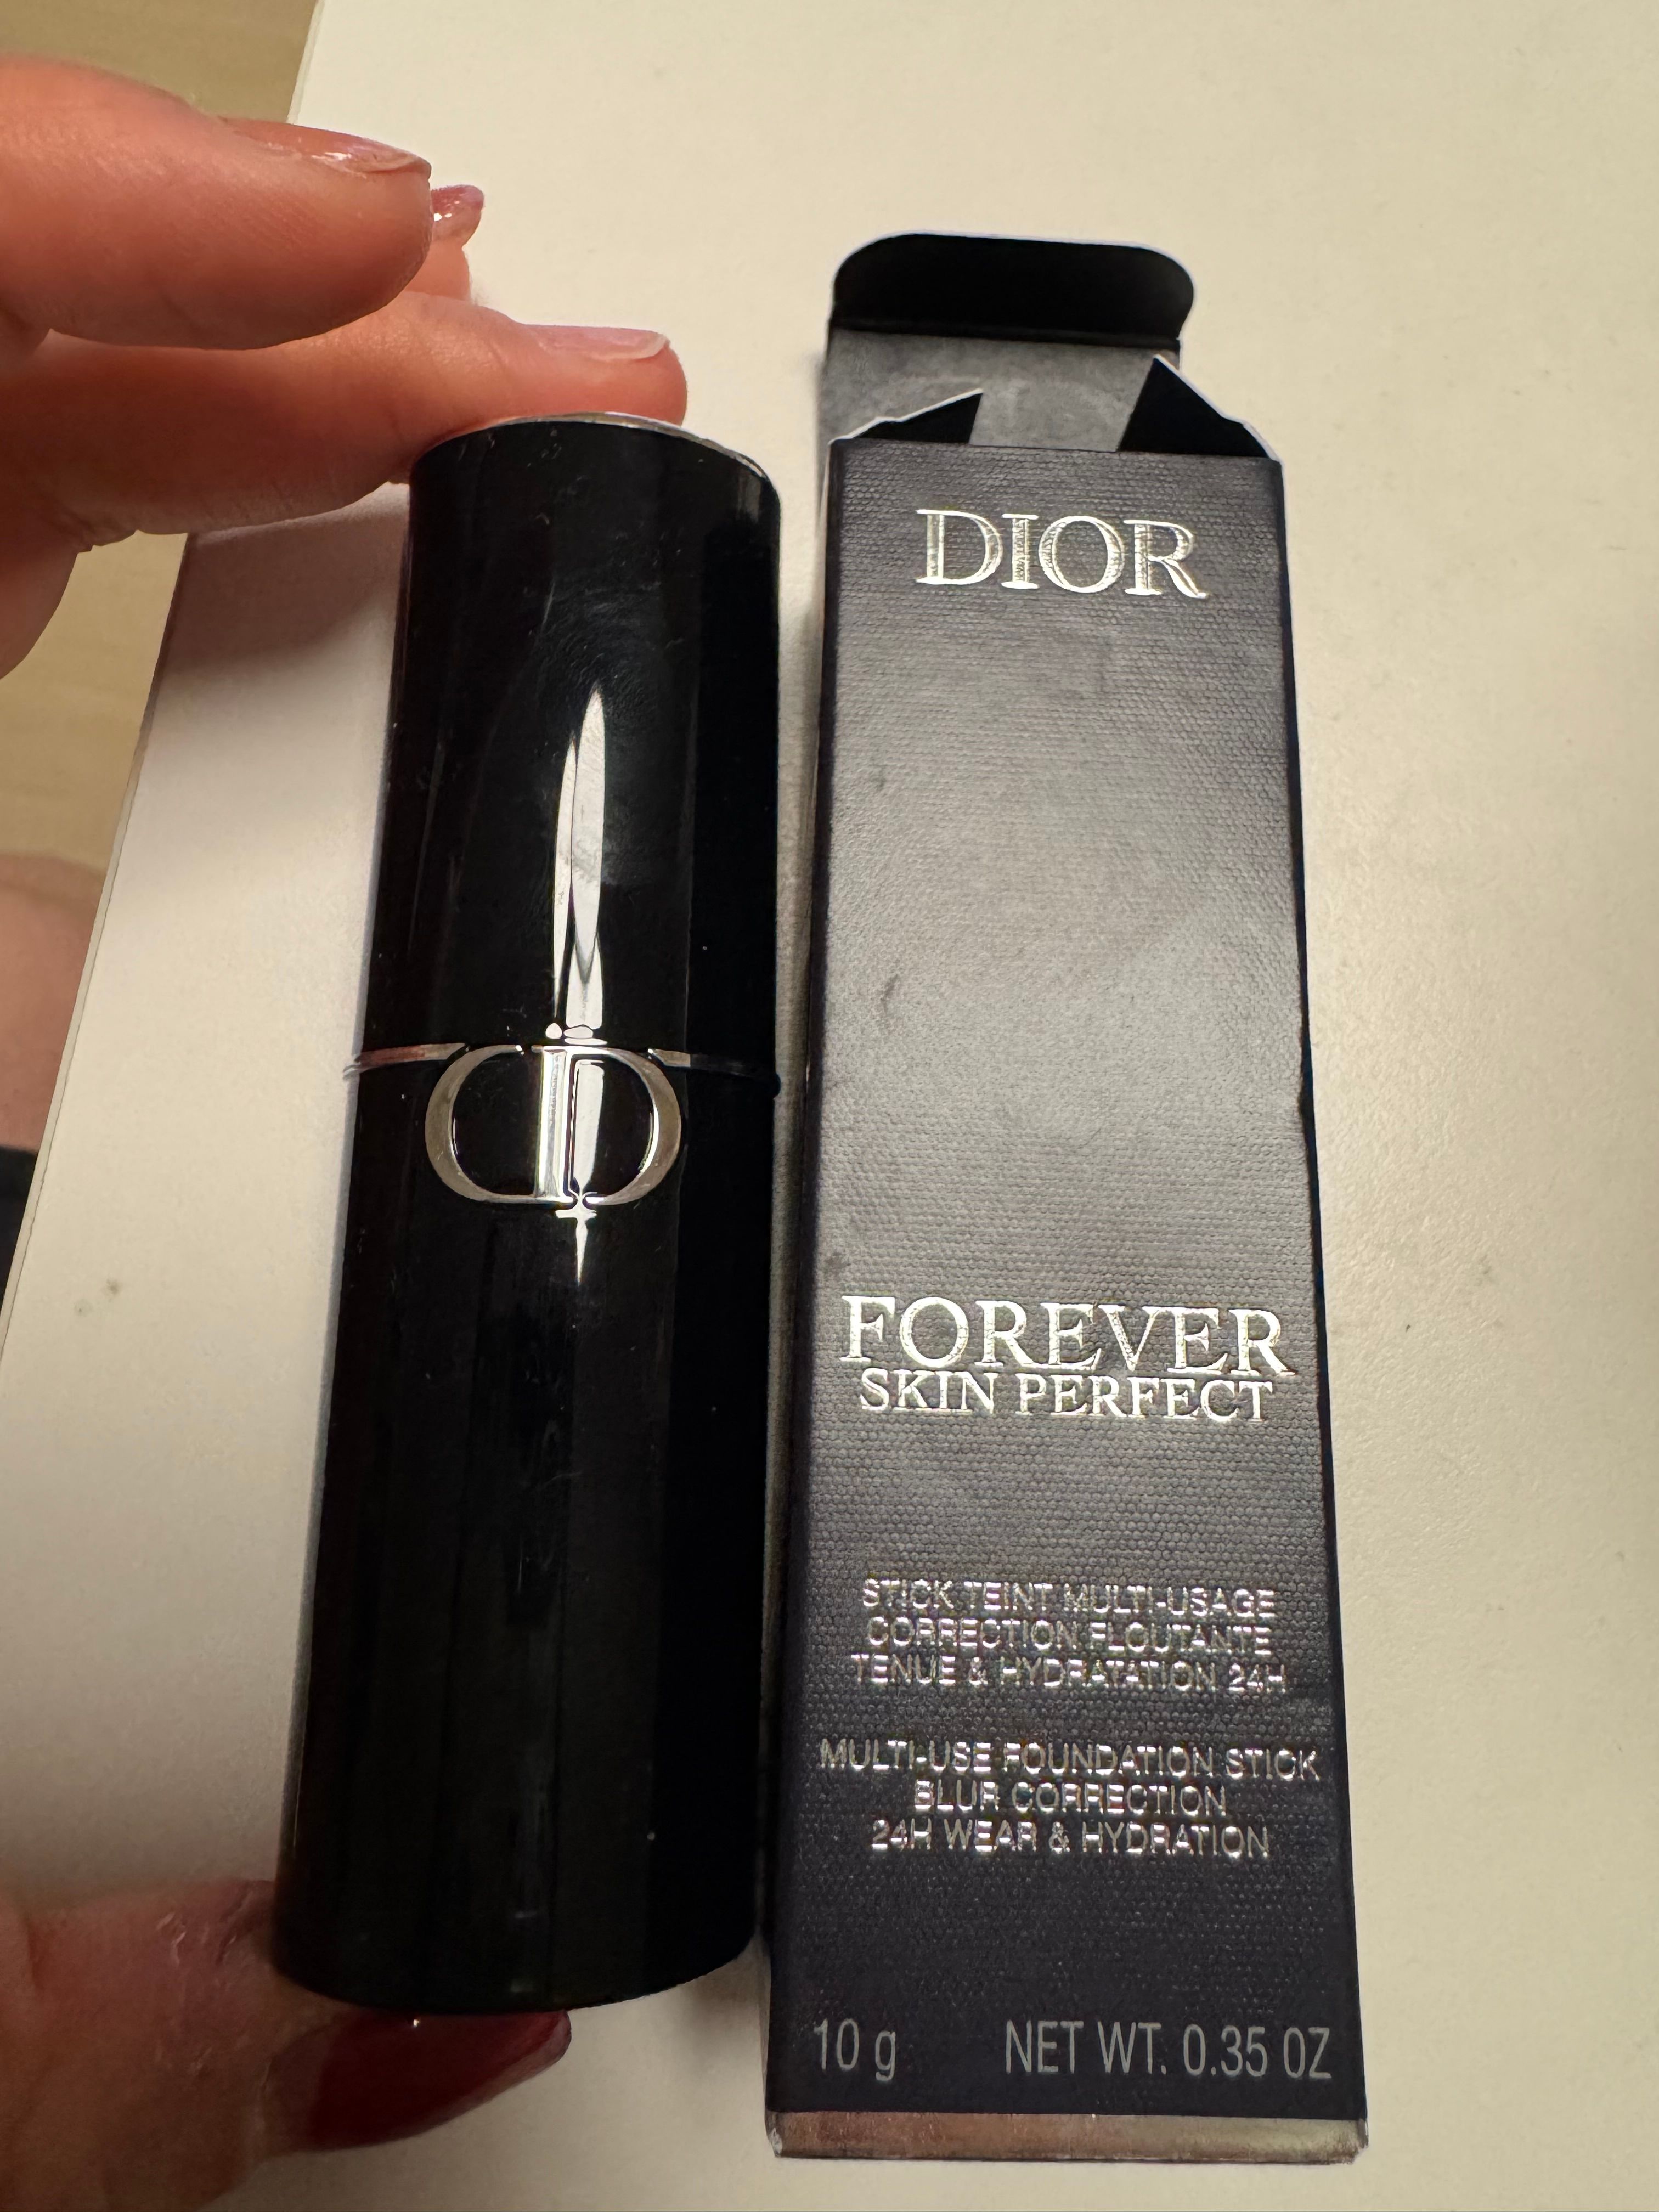 DIOR
FOREVER
SKIN PERFECT
STICK TEINT MULTI-USAGE
CORRECTION FLOUTANTE
TENUE & HYDRATATION 24H
MULTI-USE FOUNDATION STICK
BLUR CORRECTION
24H WEAR & HYDRATION
10 g NET WT. 0.35 OZ
CD